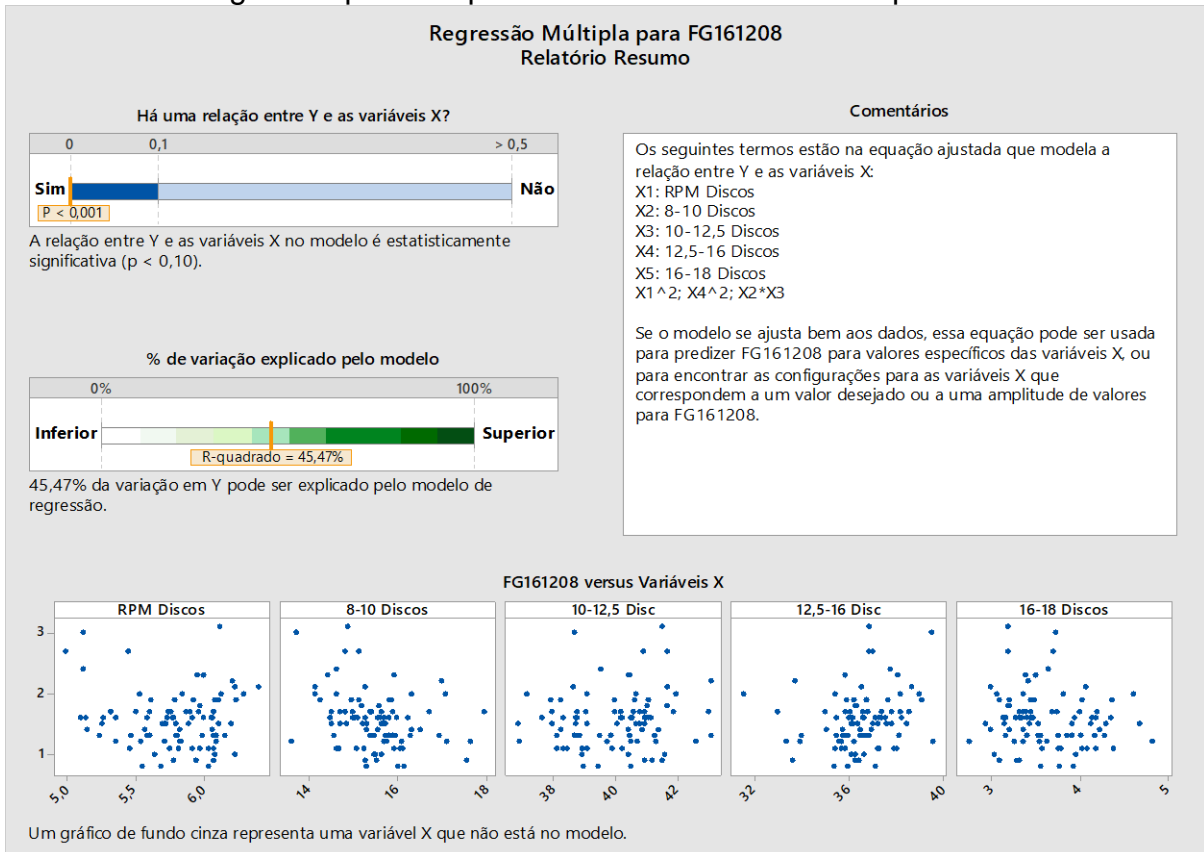 Regressão Múltipla para FG161208
Relatório Resumo
Há uma relação entre Y e as variáveis X?
0 0,1 > 0,5
Sim Não
P < 0,001
A relação entre Y e as variáveis X no modelo é estatisticamente
significativa (p < 0,10).
% de variação explicado pelo modelo
0% 100%
Inferior Superior
R-quadrado = 45,47%
45,47% da variação em Y pode ser explicado pelo modelo de
regressão.
Comentários
Os seguintes termos estão na equação ajustada que modela a
relação entre Y e as variáveis X:
X1: RPM Discos
X2: 8-10 Discos
X3: 10-12,5 Discos
X4: 12,5-16 Discos
X5: 16-18 Discos
X1^2; X4^2; X2*X3
Se o modelo se ajusta bem aos dados, essa equação pode ser usada
para predizer FG161208 para valores específicos das variáveis X, ou
para encontrar as configurações para as variáveis X que
correspondem a um valor desejado ou a uma amplitude de valores
para FG161208.
FG161208 versus Variáveis X
RPM Discos 8-10 Discos 10-12,5 Disc 12,5-16 Disc 16-18 Discos
3
2
1
5,0 5,5 6,0 14 16 18 38 40 42 32 36 40 3 4 5
Um gráfico de fundo cinza representa uma variável X que não está no modelo.